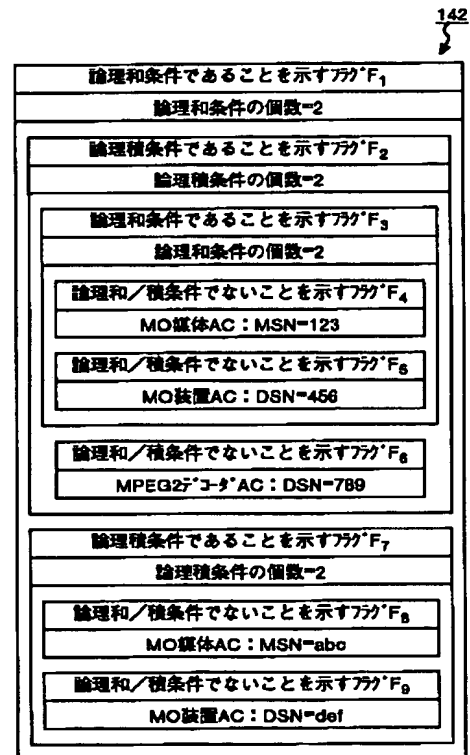 142
論理和条件であることを示すﾌﾗｸﾞF1
論理和条件の個数=2
論理積条件であることを示すﾌﾗｸﾞF2
論理積条件の個数=2
論理和条件であることを示すﾌﾗｸﾞF3
論理和条件の個数=2
論理和/積条件でないことを示すﾌﾗｸﾞF4
MO媒体AC:MSN=123
論理和/積条件でないことを示すﾌﾗｸﾞF5
MO装置AC:DSN=456
論理和/積条件でないことを示すﾌﾗｸﾞF6
MPEG2ﾃﾞｺｰﾀﾞAC:DSN=789
論理積条件であることを示すﾌﾗｸﾞF7
論理積条件の個数=2
論理和/積条件でないことを示すﾌﾗｸﾞF8
MO媒体AC:MSN=abc
論理和/積条件でないことを示すﾌﾗｸﾞF9
MO装置AC:DSN=def